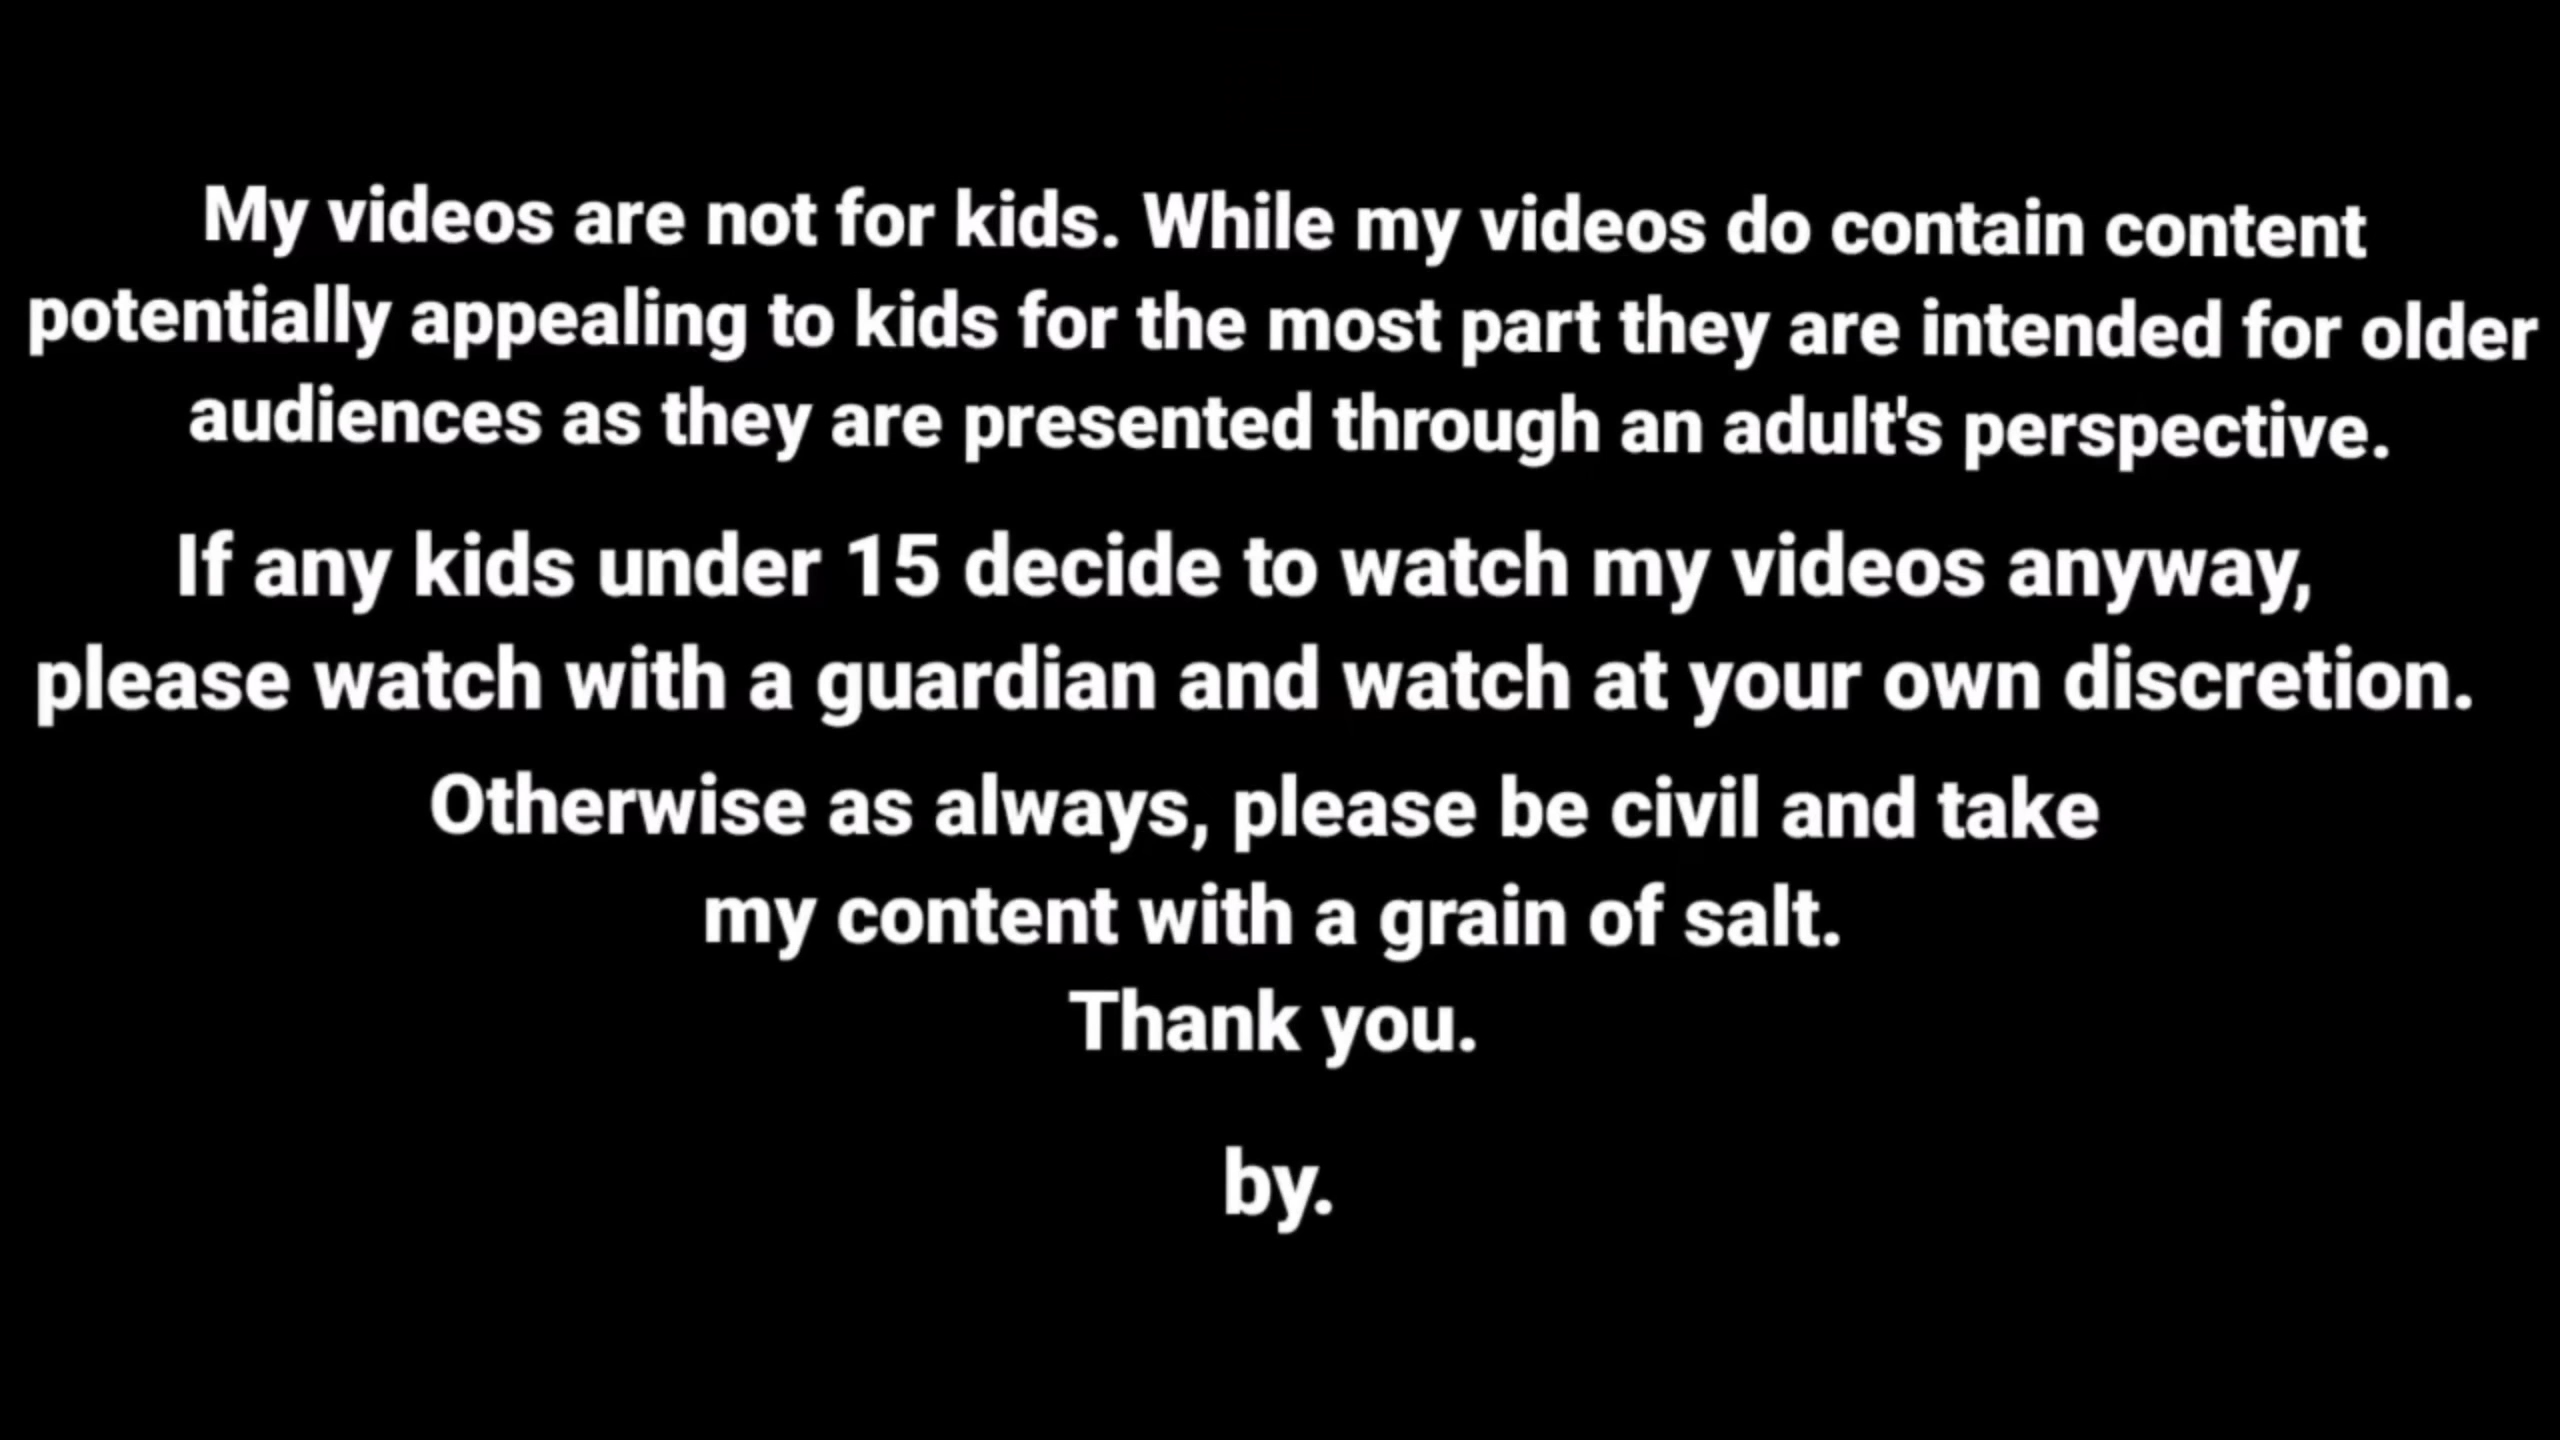 My videos are not for kids. While my videos do contain content
potentially appealing to kids for the most part they are intended for older
audiences as they are presented through an adult's perspective.
If any kids under 15 decide to watch my videos anyway,
please watch with a guardian and watch at your own discretion.
Otherwise as always, please be civil and take
my content with a grain of salt.
Thank you.
by.